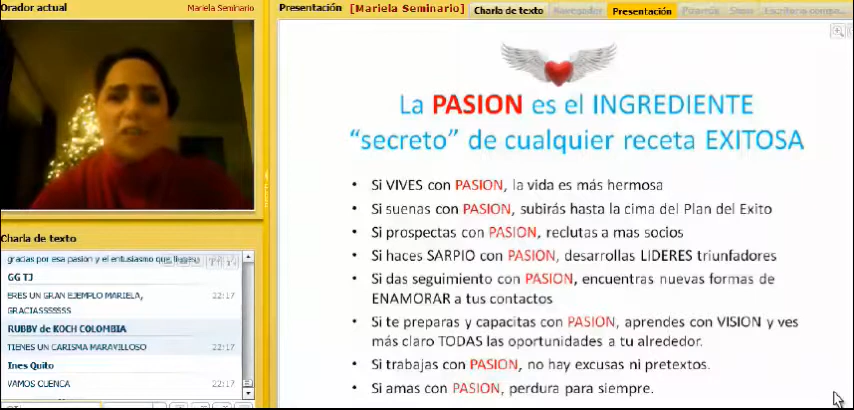 Orador actual
Mariela Seminario
Presentación
[Mariela Seminario]
Charla de texto
Navegador
Presentación
Pizarrón
Show
La PASION es el INGREDIENTE
“secreto” de cualquier receta EXITOSA
• Si VIVES con PASION, la vida es más hermosa
• Si suenas con PASION, subirás hasta la cima del Plan del Exito
• Si prospectas con PASION, reclutas a mas socios
• Si haces SARPIO con PASION, desarrollas LIDERES triunfadores
• Si das seguimiento con PASION, encuentras nuevas formas de
ENAMORAR a tus contactos
• Si te preparas y capacitas con PASION, aprendes con VISION y ves
más claro TODAS las oportunidades a tu alrededor.
• Si trabajas con PASION, no hay excusas ni pretextos.
• Si amas con PASION, perdura para siempre.
Charla de texto
gracias por esa pasion y el entusiasmo que
GG TJ
ERES UN GRAN EJEMPLO MARIELA, 22:17
GRACIASSSSSSS
RUBBY de KOCH COLOMBIA
TIENES UN CARISMA MARAVILLOSO 22:17
Ines Quito
VAMOS CUENCA 22:17